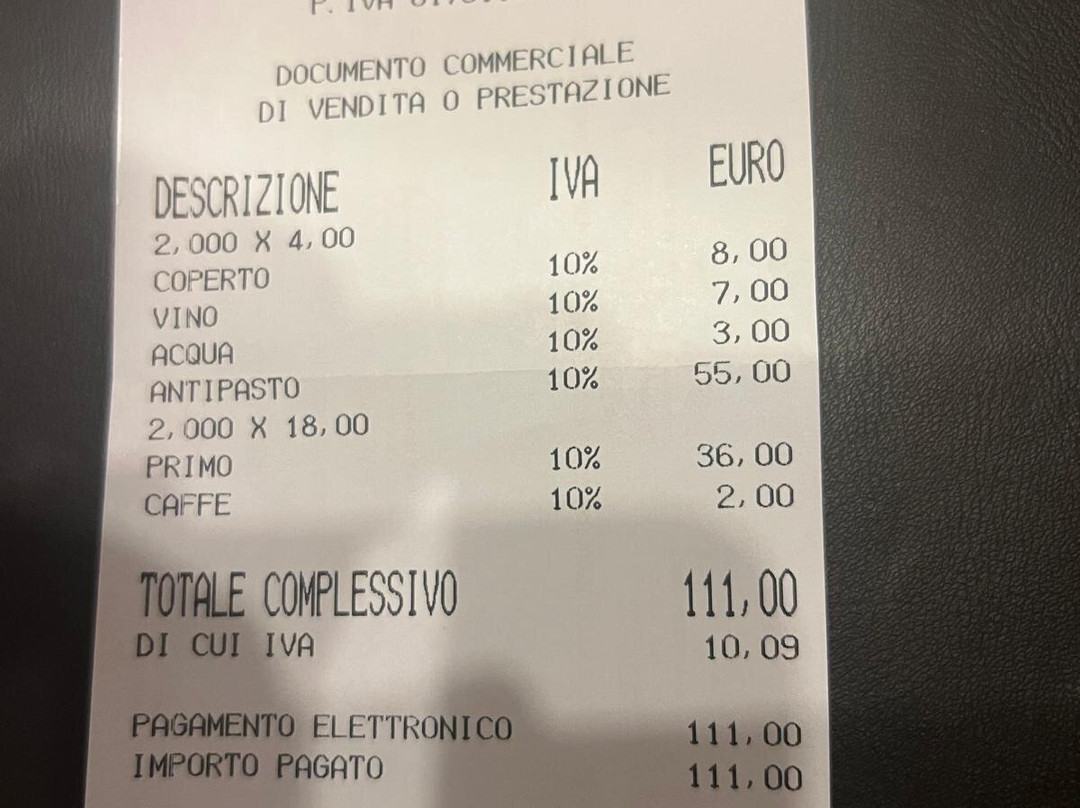 P. IVA
DOCUMENTO COMMERCIALE
DI VENDITA O PRESTAZIONE
DESCRIZIONE IVA EURO
2,000 X 4,00
COPERTO 10% 8,00
VINO 10% 7,00
ACQUA 10% 3,00
ANTIPASTO 10% 55,00
2,000 X 18,00
PRIMO 10% 36,00
CAFFE 10% 2,00
TOTALE COMPLESSIVO 111,00
DI CUI IVA 10,09
PAGAMENTO ELETTRONICO 111,00
IMPORTO PAGATO 111,00